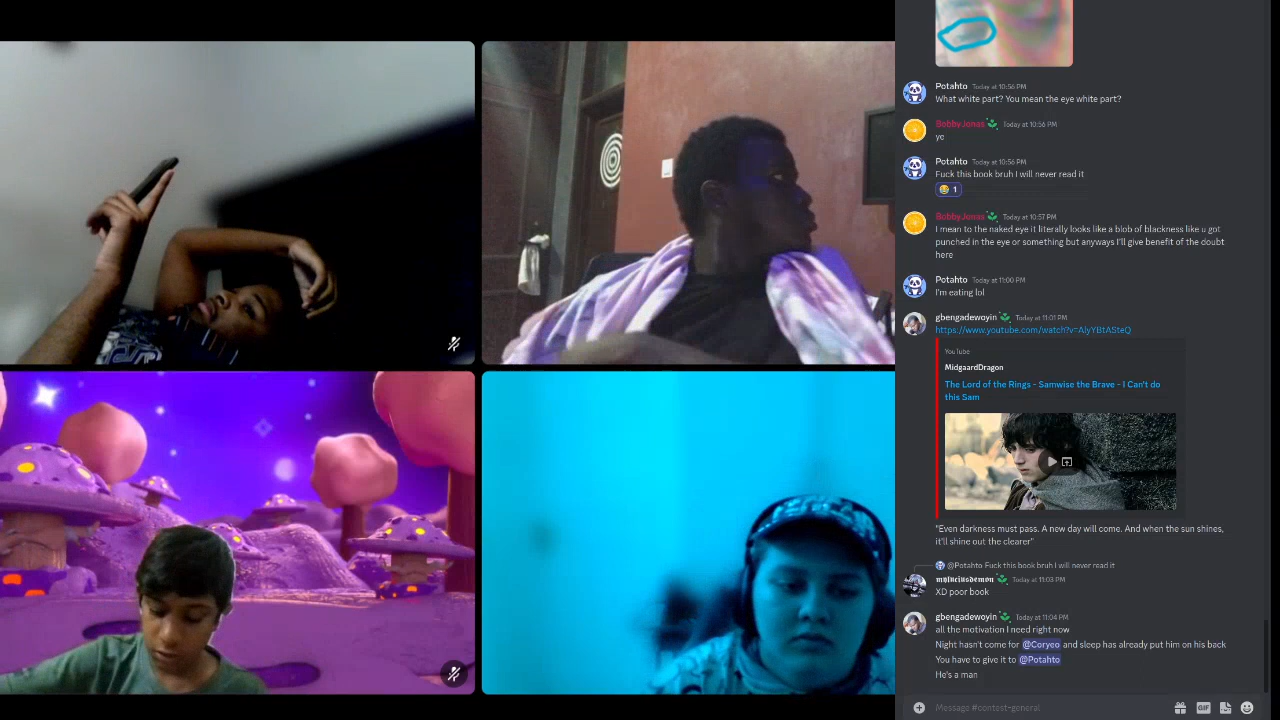 Potahto Today at 10:56 PM
What white part? You mean the eye white part?
BobbyJonas Today at 10:56 PM
ye
Potahto Today at 10:56 PM
Fuck this book bruh I will never read it
1
BobbyJonas Today at 10:57 PM
I mean to the naked eye it literally looks like a blob of blackness like u got
punched in the eye or something but anyways I'll give benefit of the doubt
here
Potahto Today at 11:00 PM
I'm eating lol
gbengadewoyin Today at 11:01 PM
https://www.youtube.com/watch?v=AlyYBtASteQ
YouTube
MidgaardDragon
The Lord of the Rings - Samwise the Brave - I Can't do
this Sam
"Even darkness must pass. A new day will come. And when the sun shines,
it'll shine out the clearer"
@Potahto Fuck this book bruh I will never read it
Today at 11:03 PM
XD poor book
gbengadewoyin Today at 11:04 PM
all the motivation I need right now
Night hasn't come for @Coryeo and sleep has already put him on his back
You have to give it to @Potahto
He's a man
Message #contest-general
GIF